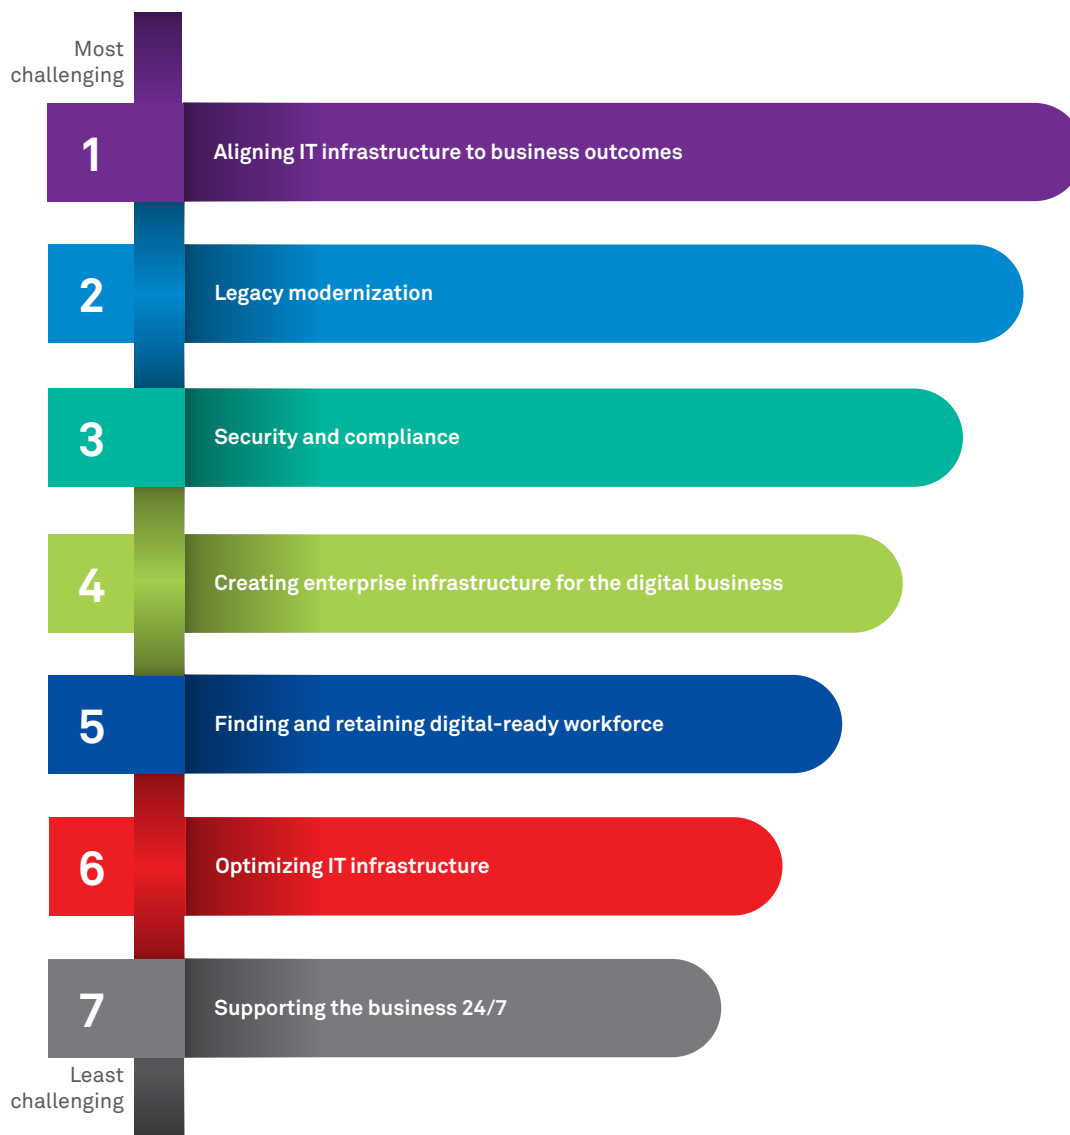 Most
challenging
1
Aligning IT infrastructure to business outcomes
2
Legacy modernization
3
Security and compliance
4
Creating enterprise infrastructure for the digital business
5
Finding and retaining digital-ready workforce
6
Optimizing IT infrastructure
7
Supporting the business 24/7
Least
challenging